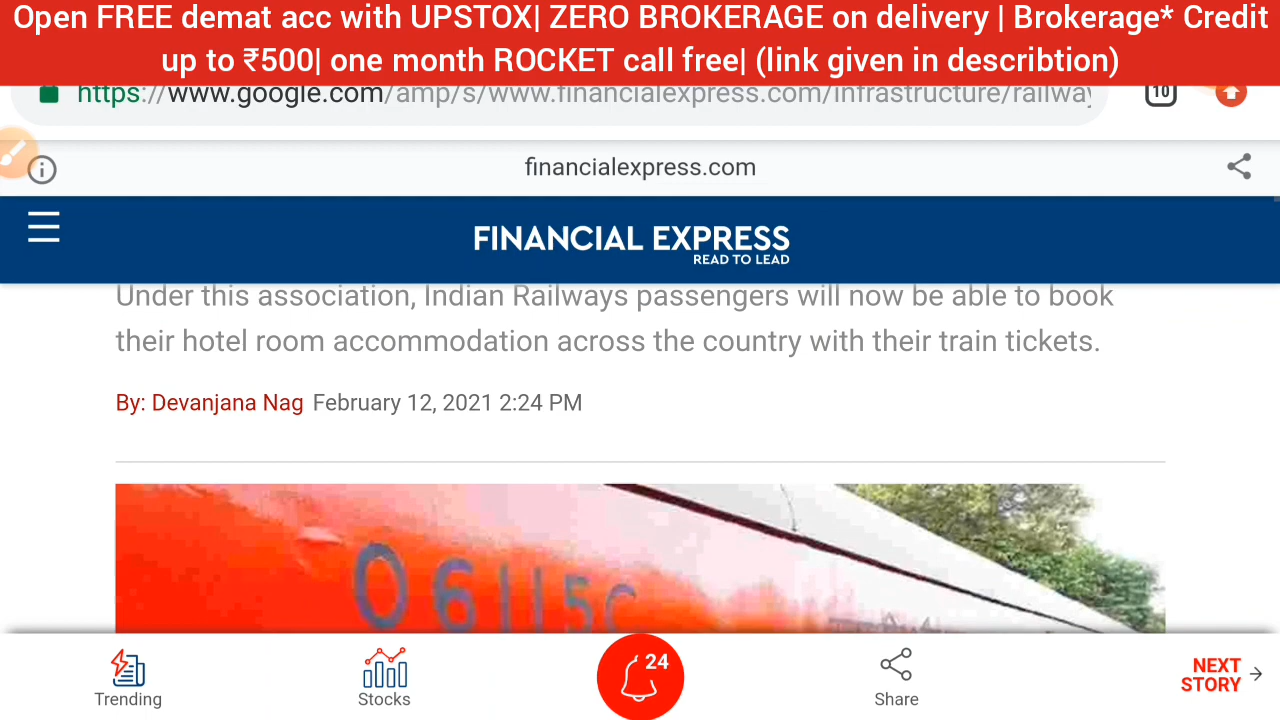 Open FREE demat acc with UPSTOX| ZERO BROKERAGE on delivery | Brokerage* Credit
up to ₹500| one month ROCKET call free| (link given in describtion)
https://www.google.com/amp/s/www.financialexpress.com/infrastructure/railway
10
financialexpress.com
FINANCIAL EXPRESS
READ TO LEAD
Under this association, Indian Railways passengers will now be able to book
their hotel room accommodation across the country with their train tickets.
By: Devanjana Nag February 12, 2021 2:24 PM
06115C
24
Trending
Stocks
Share
NEXT
STORY